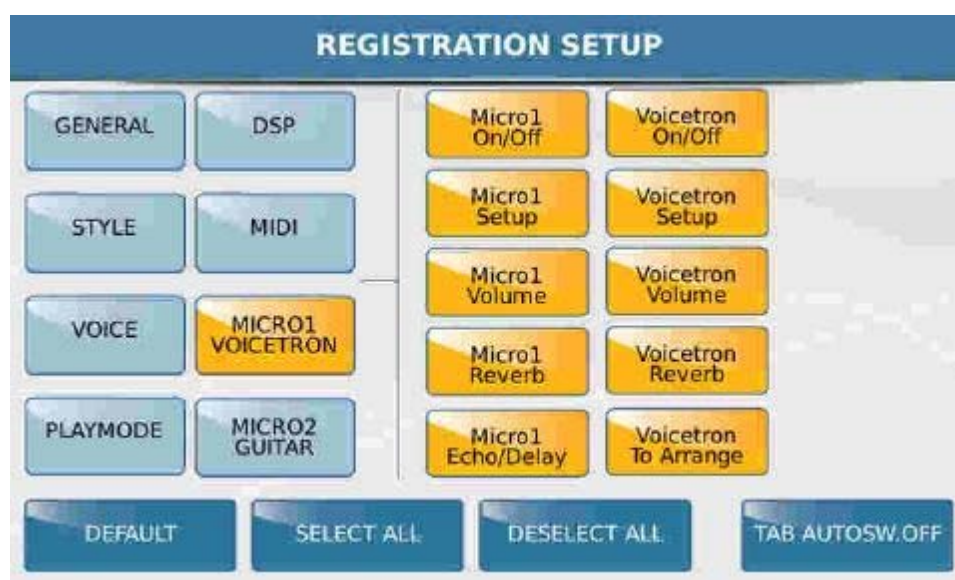 REGISTRATION SETUP
GENERAL
DSP
STYLE
MIDI
VOICE
MICRO1
VOICETRON
PLAYMODE
MICRO2
GUITAR
Micro1
On/Off
Voicetron
On/Off
Micro1
Setup
Voicetron
Setup
Micro1
Volume
Voicetron
Volume
Micro1
Reverb
Voicetron
Reverb
Micro1
Echo/Delay
Voicetron
To Arrange
DEFAULT
SELECT ALL
DESELECT ALL
TAB AUTOSW.OFF